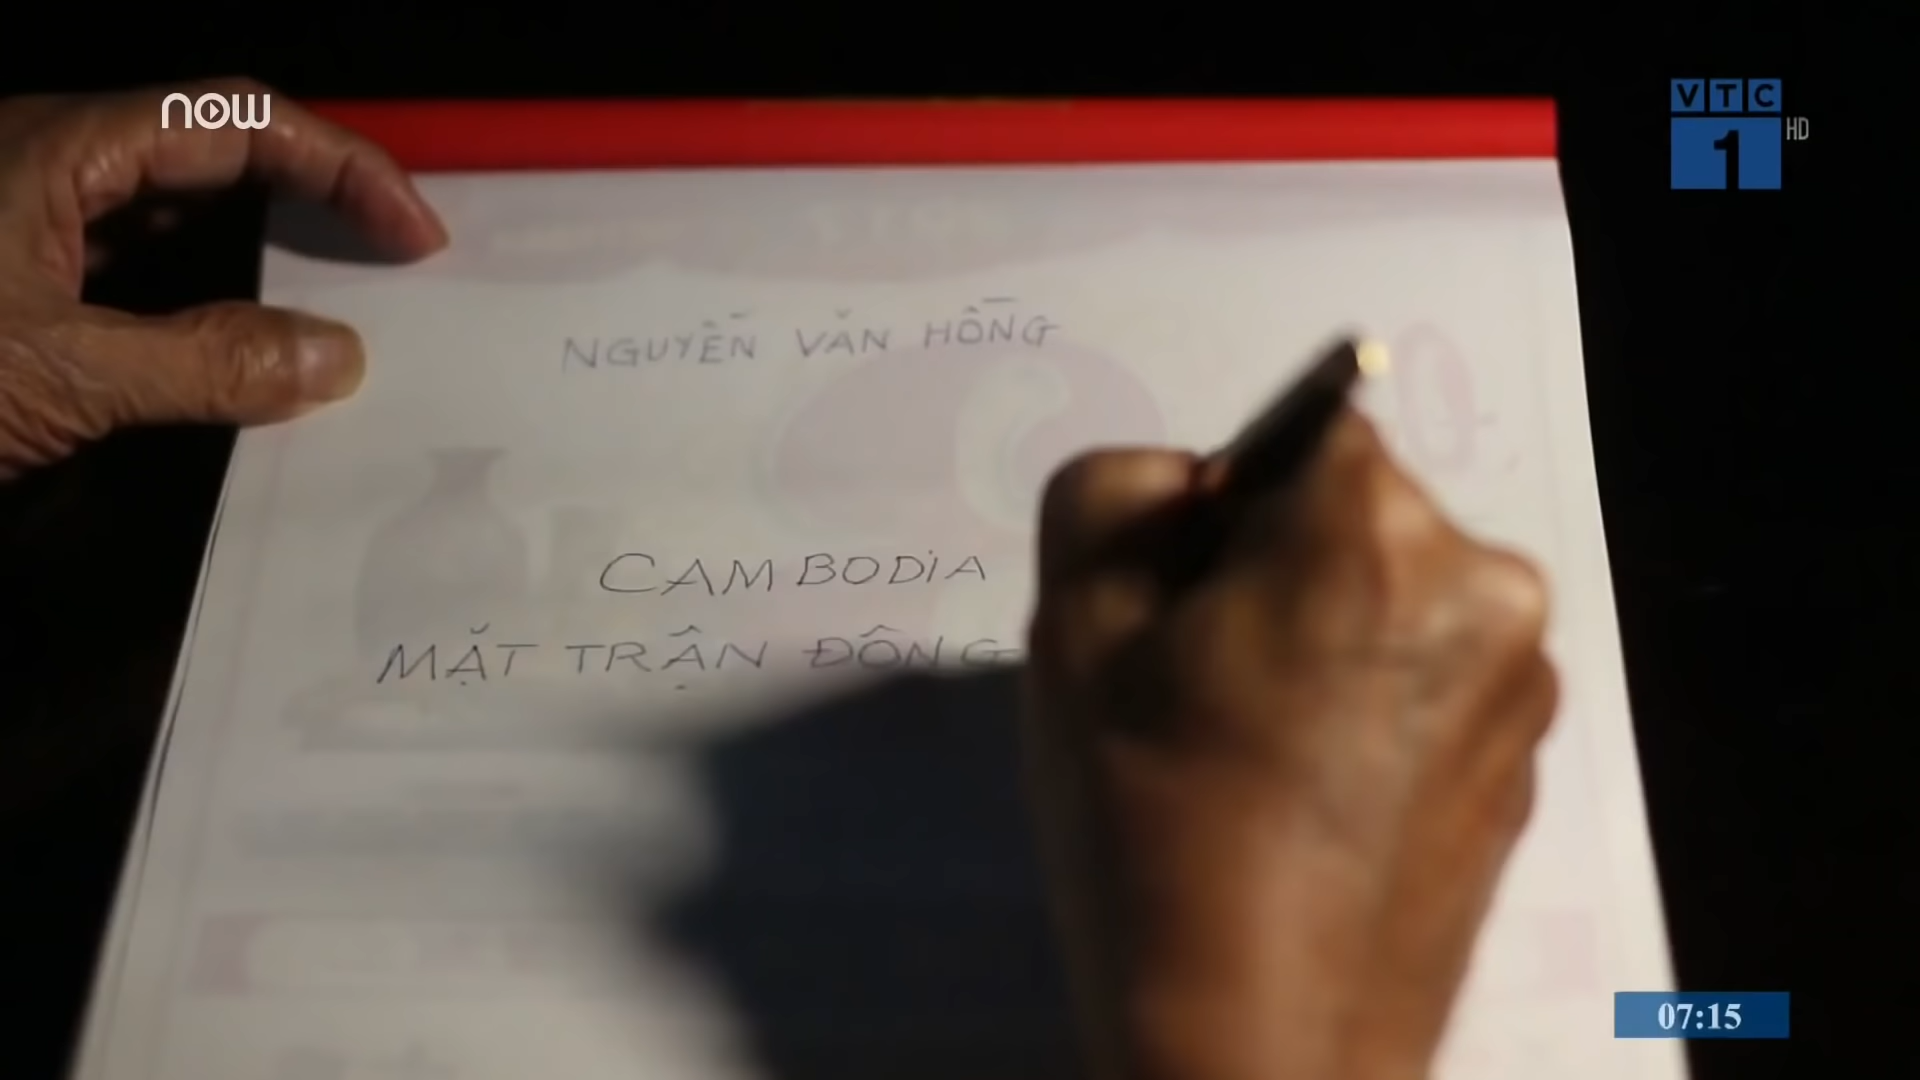 now
VTC
1 HD
NGUYỄN VĂN HỒNG
CAMBODIA
MẶT TRẬN ĐÔNG
07:15